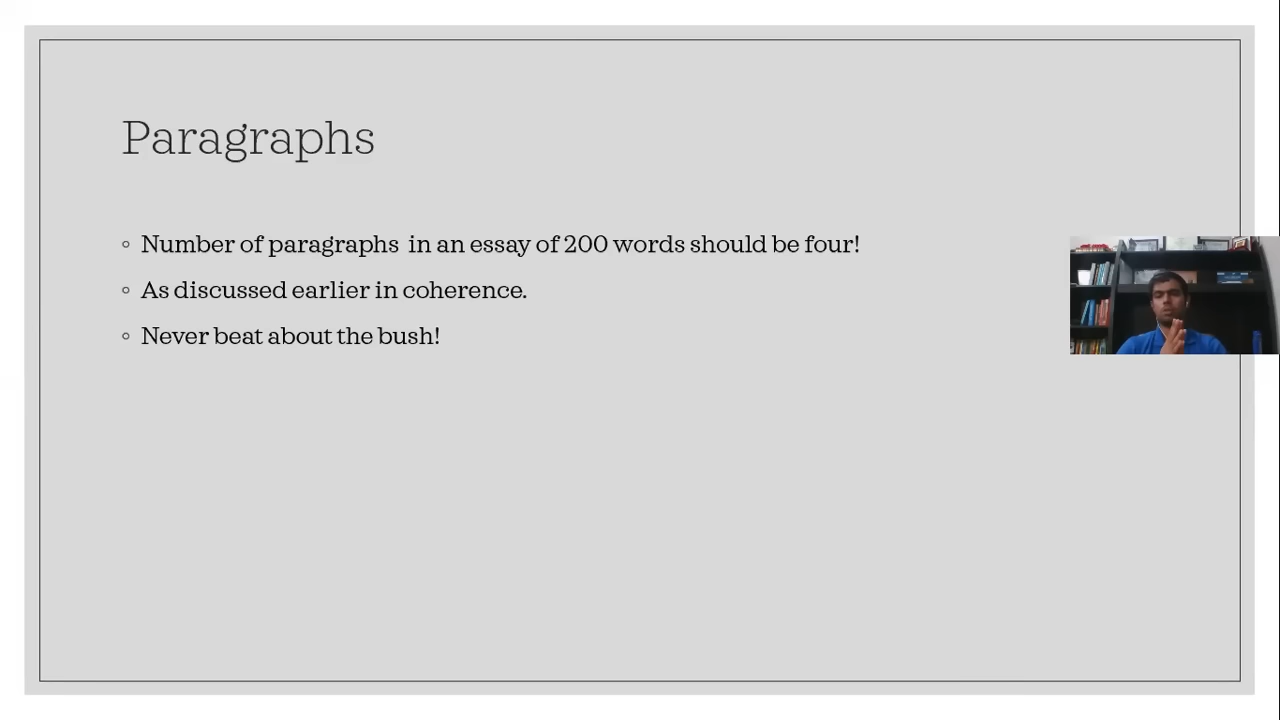 Paragraphs
Number of paragraphs in an essay of 200 words should be four!
As discussed earlier in coherence.
Never beat about the bush!